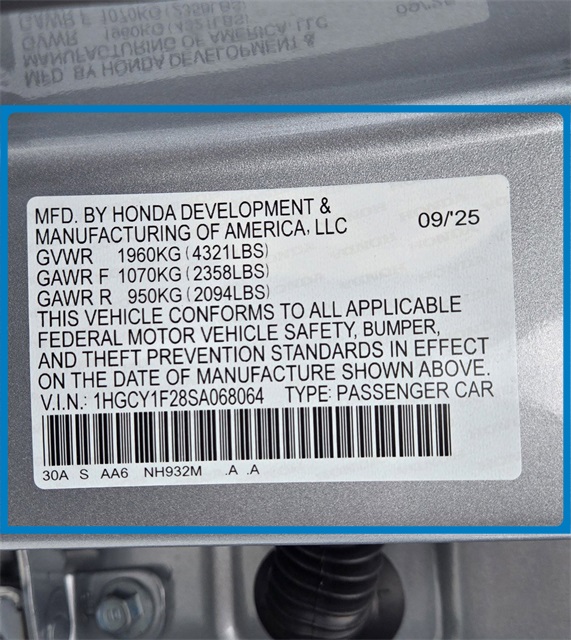 MFD. BY HONDA DEVELOPMENT &
MANUFACTURING OF AMERICA, LLC 09/'25
GVWR 1960KG (4321LBS)
GAWR F 1070KG (2358LBS)
GAWR R 950KG (2094LBS)
THIS VEHICLE CONFORMS TO ALL APPLICABLE
FEDERAL MOTOR VEHICLE SAFETY, BUMPER,
AND THEFT PREVENTION STANDARDS IN EFFECT
ON THE DATE OF MANUFACTURE SHOWN ABOVE.
V.I.N.: 1HGCY1F28SA068064 TYPE: PASSENGER CAR
30A S AA6 NH932M .A .A